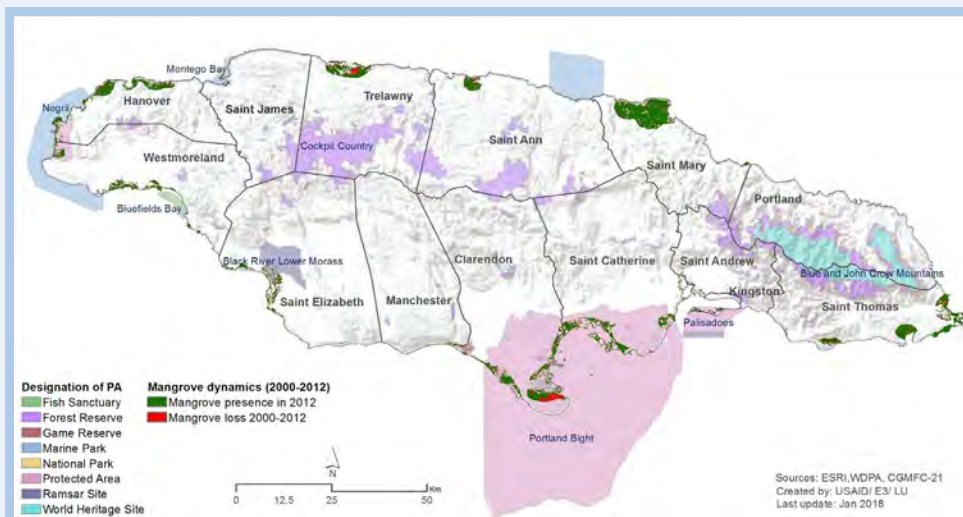 Montego Bay
Hanover
Negril
Saint James
Trelawny
Cockpit Country
Saint Ann
Westmoreland
Saint Mary
Portland
Bluefields Bay
Black River Lower Morass
Clarendon
Saint Catherine
Saint Andrew
Blue and John Crow Mountains
Saint Elizabeth
Manchester
Kingston
Saint Thomas
Palisadoes
Portland Bight
Designation of PA
Fish Sanctuary
Forest Reserve
Game Reserve
Marine Park
National Park
Protected Area
Ramsar Site
World Heritage Site
Mangrove dynamics (2000-2012)
Mangrove presence in 2012
Mangrove loss 2000-2012
N
Km
0 12.5 25 50
Sources: ESRI,WDPA, CGMFC-21
Created by: USAID/ E3/ LU
Last update: Jan 2018